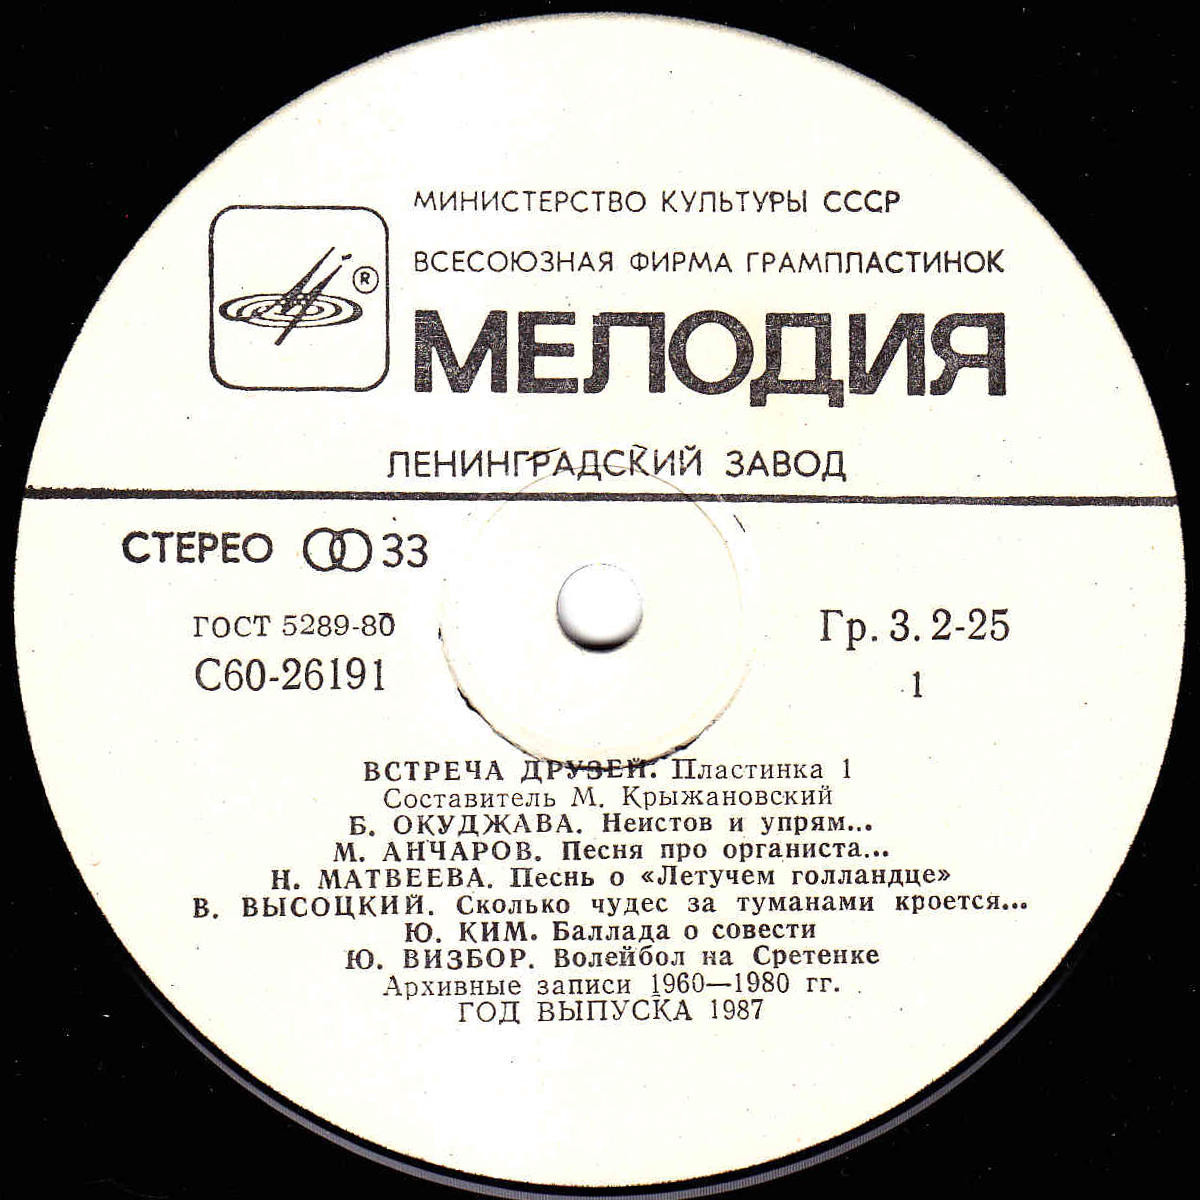 МИНИСТЕРСТВО КУЛЬТУРЫ СССР
ВСЕСОЮЗНАЯ ФИРМА ГРАМПЛАСТИНОК
®
МЕЛОДИЯ
ЛЕНИНГРАДСКИЙ ЗАВОД
СТЕРЕО 33
ГОСТ 5289-80
Гр. 3. 2-25
С60-26191
1
ВСТРЕЧА ДРУЗЕЙ. Пластинка 1
Составитель М. Крыжановский
Б. ОКУДЖАВА. Неистов и упрям...
М. АНЧАРОВ. Песня про органиста...
Н. МАТВЕЕВА. Песнь о «Летучем голландце»
В. ВЫСОЦКИЙ. Сколько чудес за туманами кроется...
Ю. КИМ. Баллада о совести
Ю. ВИЗБОР. Волейбол на Сретенке
Архивные записи 1960—1980 гг.
ГОД ВЫПУСКА 1987